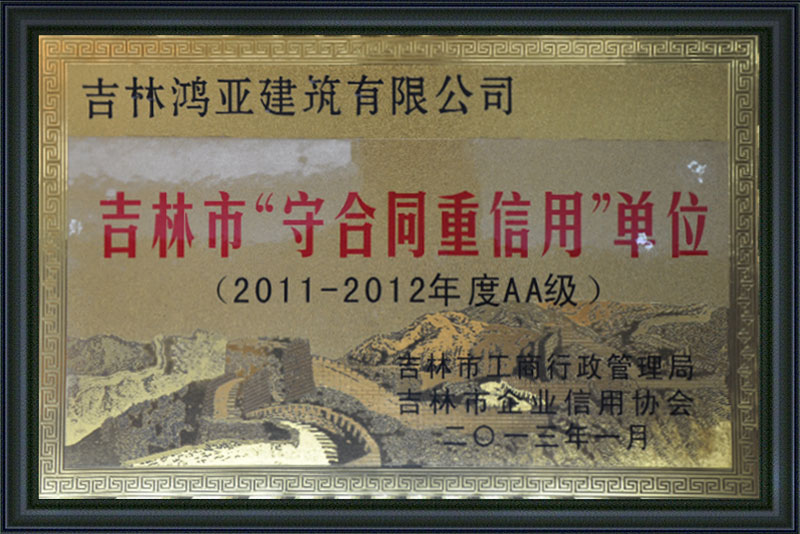 吉林鸿亚建筑有限公司
吉林市“守合同重信用”单位
（2011-2012年度AA级）
吉林市工商行政管理局
吉林市企业信用协会
二〇一三年一月